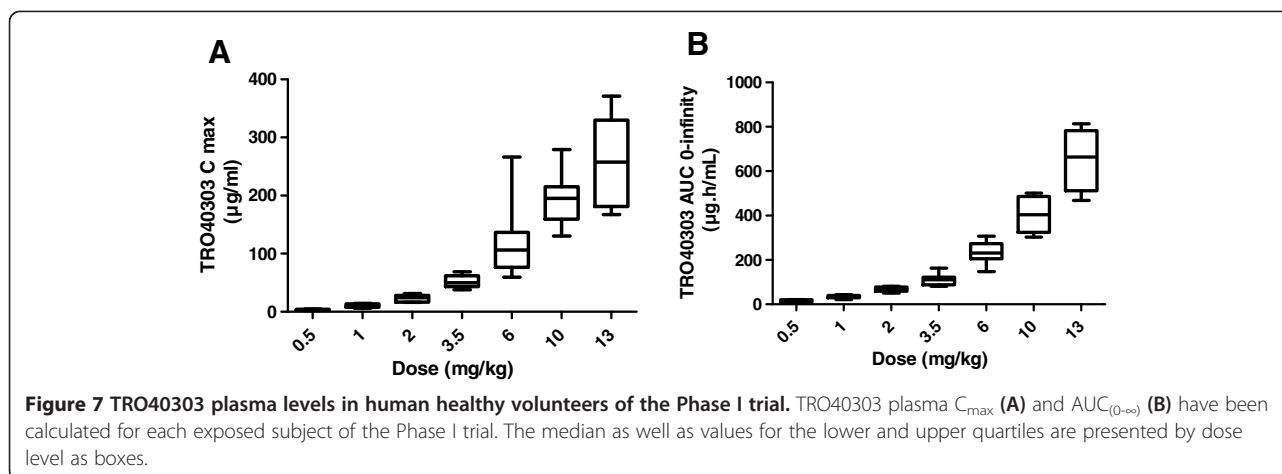 A
TRO40303 C max
(µg/ml)
400
300
200
100
0
0.5 1 2 3.5 6 10 13
Dose (mg/kg)
B
TRO40303 AUC 0-infinity
(µg.h/mL)
1000
800
600
400
200
0
0.5 1 2 3.5 6 10 13
Dose (mg/kg)
Figure 7 TRO40303 plasma levels in human healthy volunteers of the Phase I trial. TRO40303 plasma Cmax (A) and AUC(0-∞) (B) have been
calculated for each exposed subject of the Phase I trial. The median as well as values for the lower and upper quartiles are presented by dose
level as boxes.